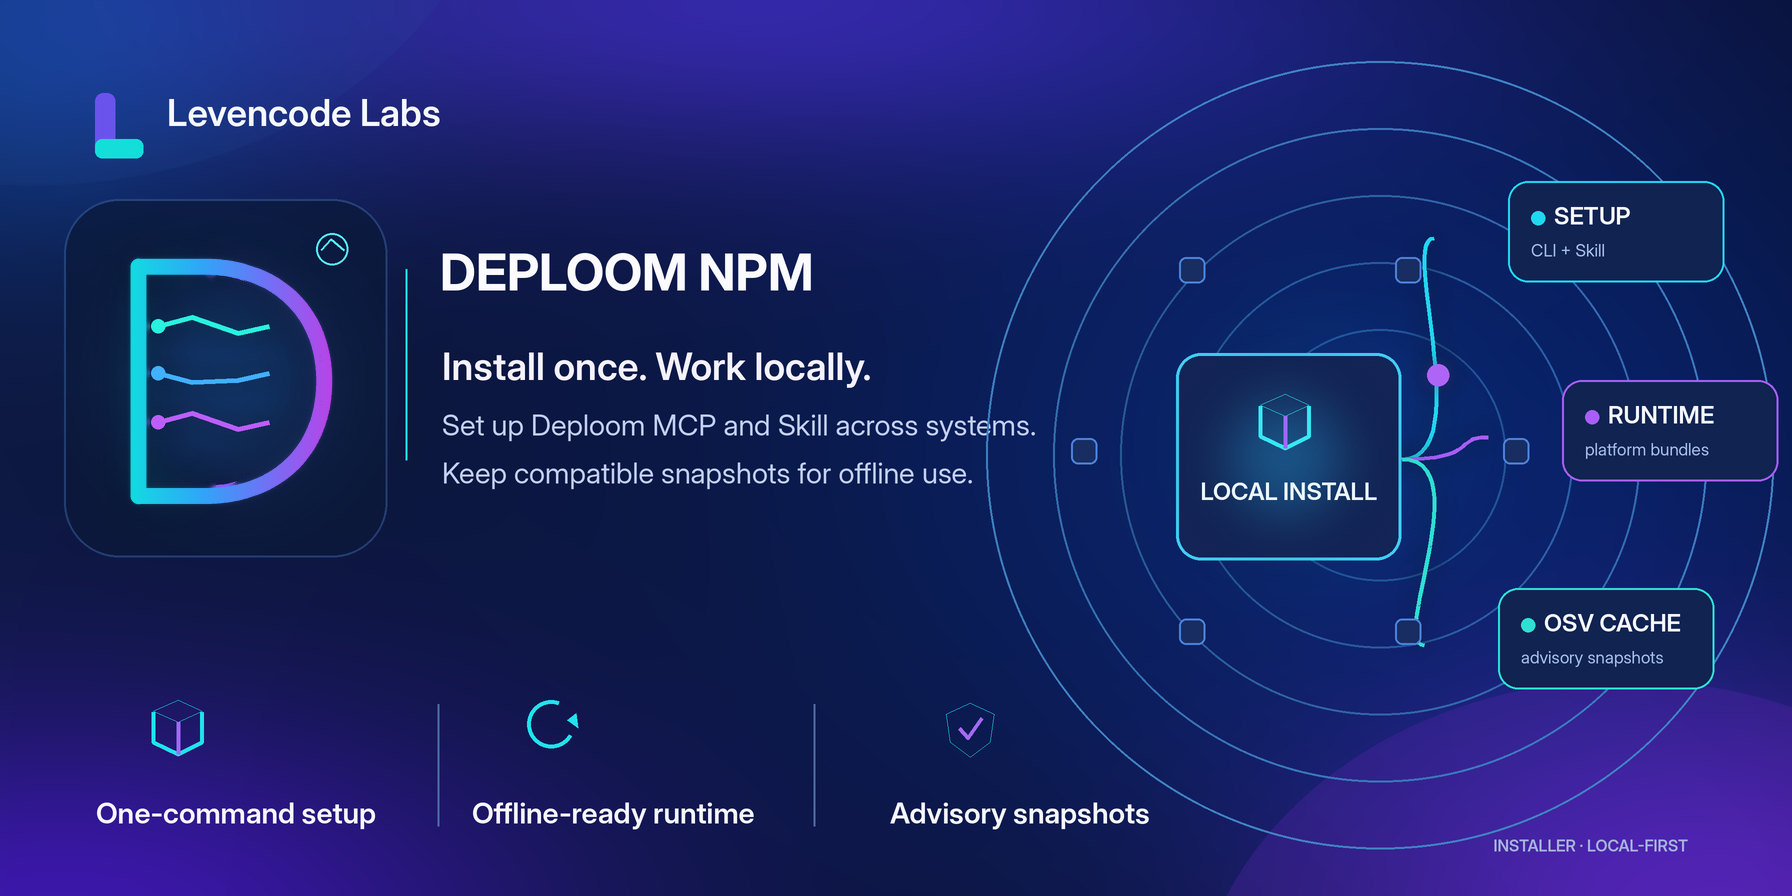 Levencode Labs
DEPLOOM NPM
Install once. Work locally.
Set up Deploom MCP and Skill across systems.
Keep compatible snapshots for offline use.
SETUP
CLI + Skill
RUNTIME
platform bundles
LOCAL INSTALL
OSV CACHE
advisory snapshots
One-command setup
Offline-ready runtime
Advisory snapshots
INSTALLER · LOCAL-FIRST